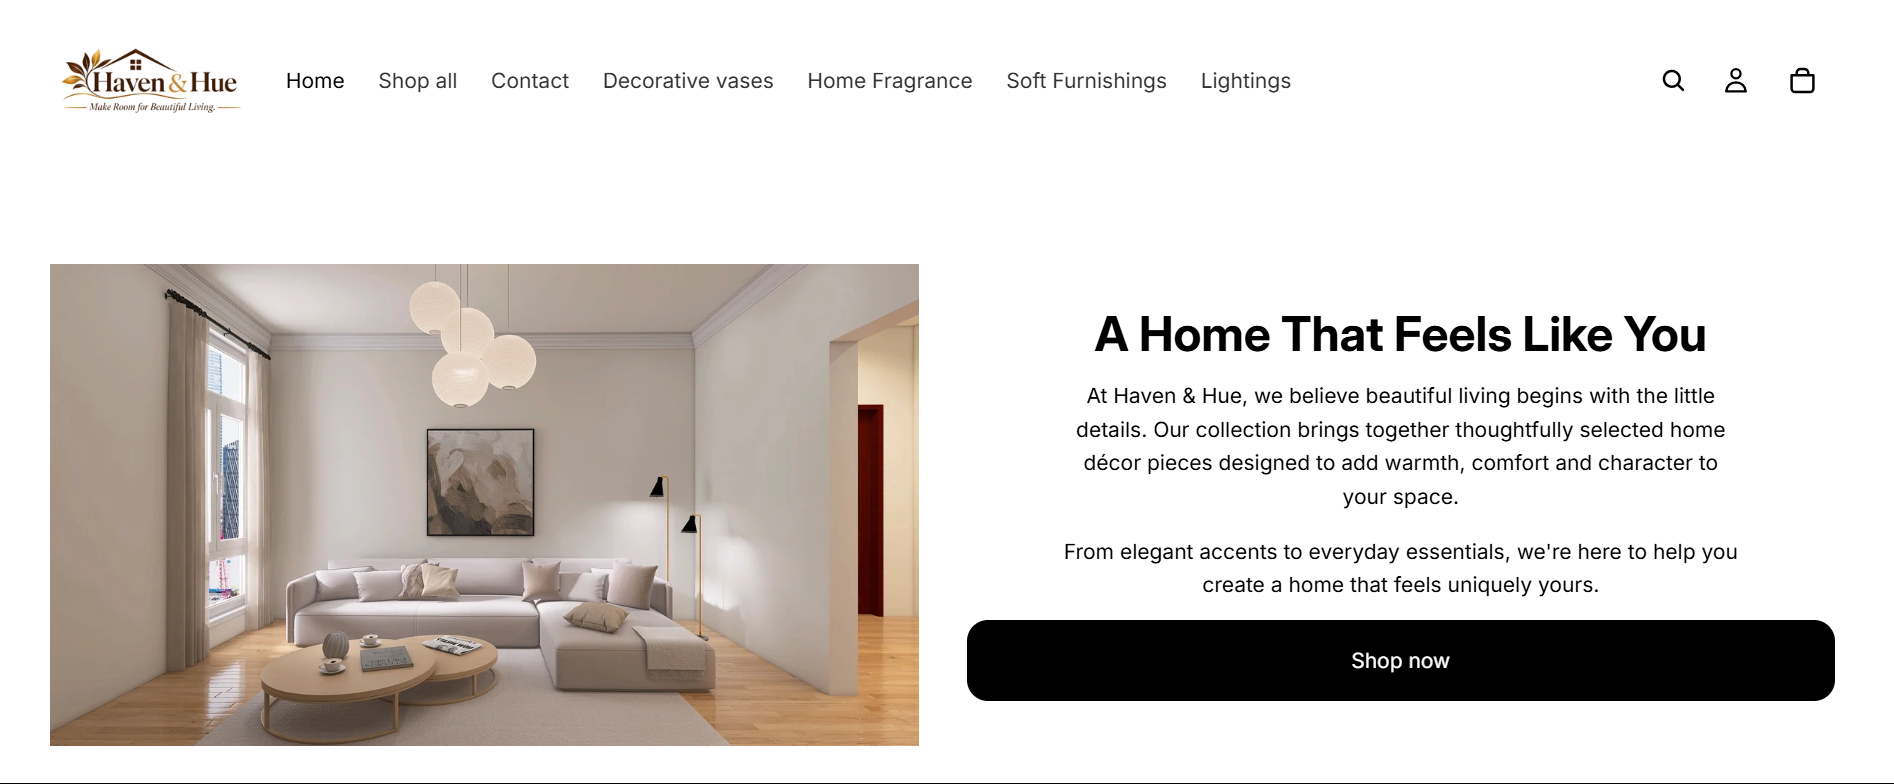 Haven & Hue
Make Room for Beautiful Living.
Home
Shop all
Contact
Decorative vases
Home Fragrance
Soft Furnishings
Lightings
A Home That Feels Like You
At Haven & Hue, we believe beautiful living begins with the little
details. Our collection brings together thoughtfully selected home
décor pieces designed to add warmth, comfort and character to
your space.
From elegant accents to everyday essentials, we're here to help you
create a home that feels uniquely yours.
Shop now